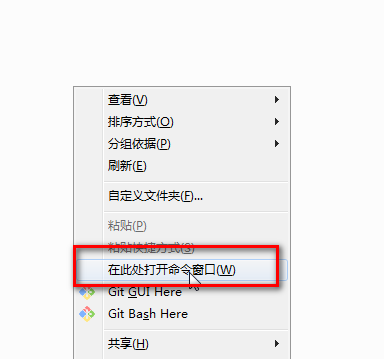 查看(V)
排序方式(O)
分组依据(P)
刷新(E)
自定义文件夹(F)...
粘贴(P)
粘贴快捷方式(S)
在此处打开命令窗口(W)
Git GUI Here
Git Bash Here
共享(H)